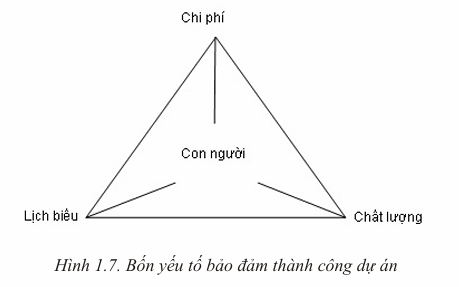 Chi phí
Con người
Lịch biểu
Chất lượng
Hình 1.7. Bốn yếu tố bảo đảm thành công dự án